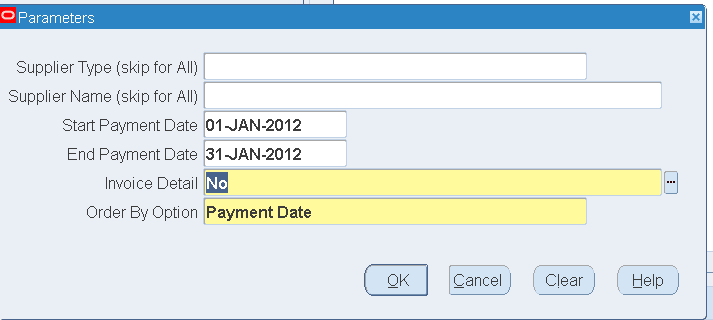 Parameters
Supplier Type (skip for All)
Supplier Name (skip for All)
Start Payment Date 01-JAN-2012
End Payment Date 31-JAN-2012
Invoice Detail No ...
Order By Option Payment Date
OK Cancel Clear Help